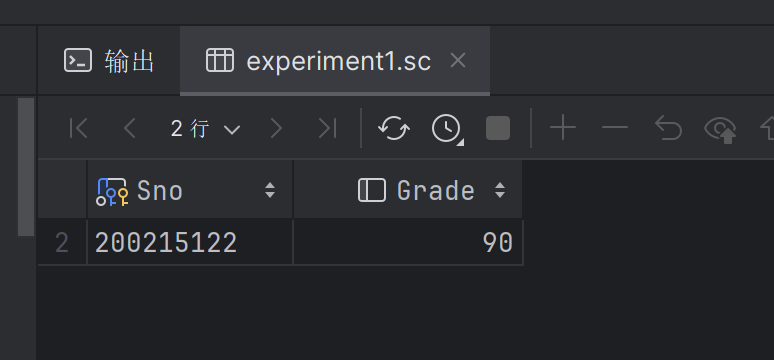 输出 experiment1.sc
2 行
Sno Grade
2 200215122 90